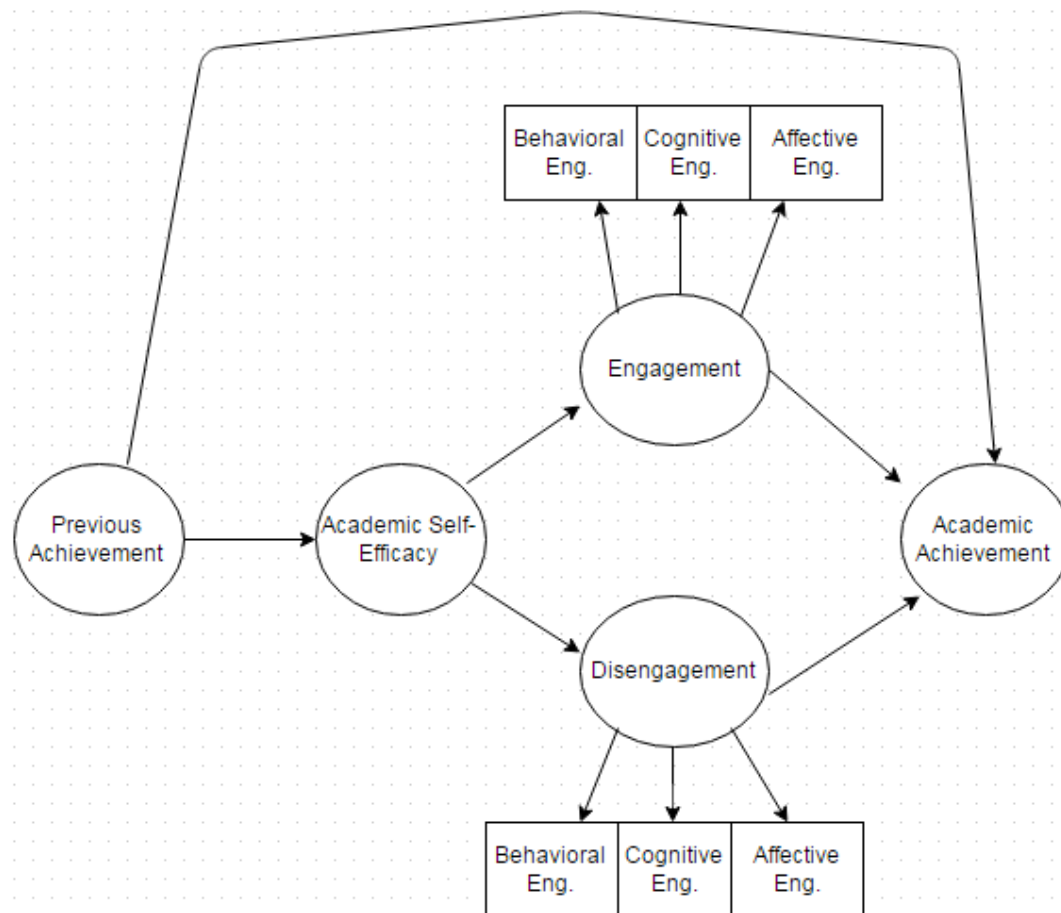 Behavioral
Eng.
Cognitive
Eng.
Affective
Eng.
Engagement
Previous
Achievement
Academic Self-
Efficacy
Academic
Achievement
Disengagement
Behavioral
Eng.
Cognitive
Eng.
Affective
Eng.